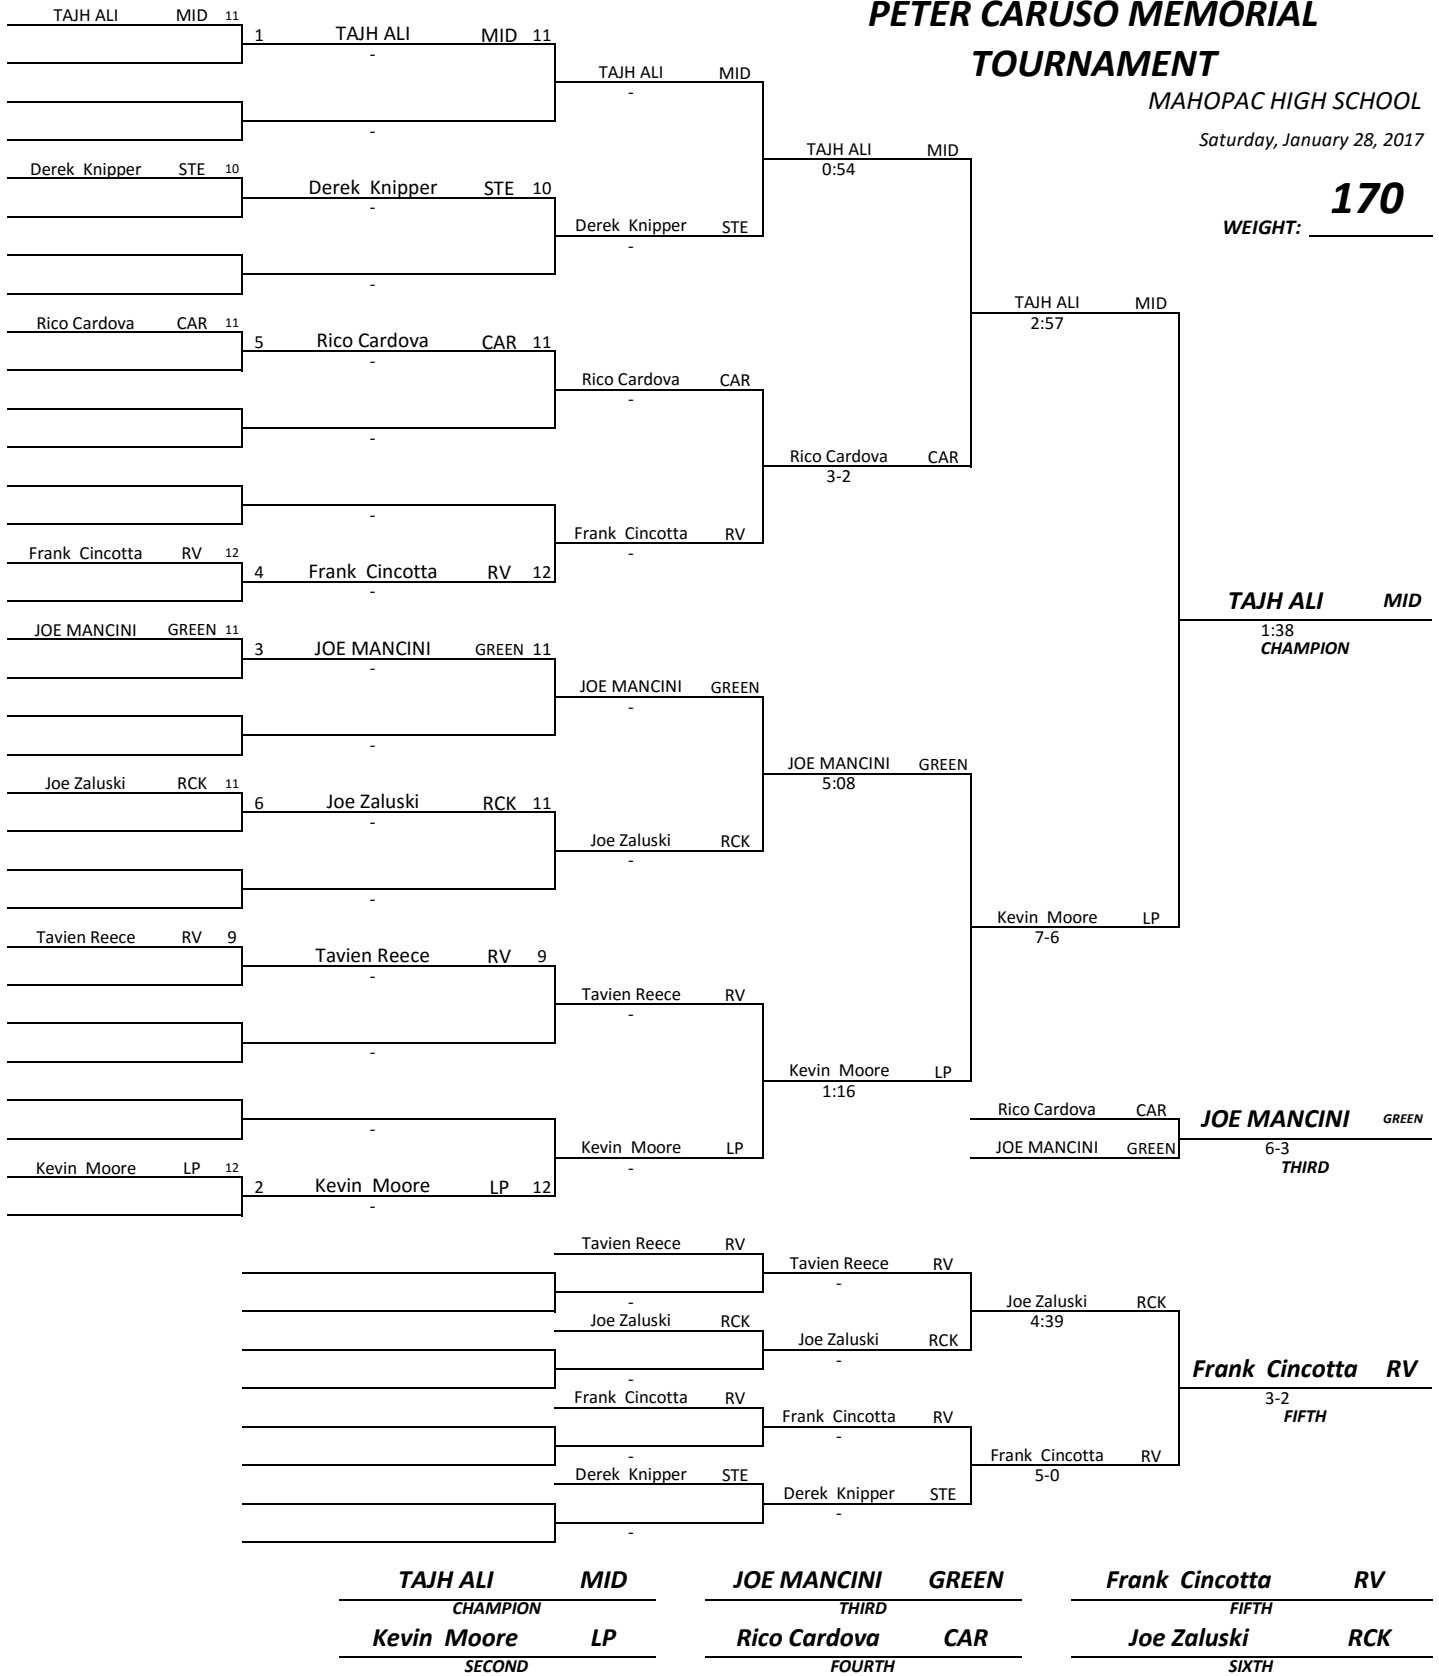 PETER CARUSO MEMORIAL
TOURNAMENT
MAHOPAC HIGH SCHOOL
Saturday, January 28, 2017
WEIGHT: 170
TAJH ALI MID 11
1 TAJH ALI MID 11
-
TAJH ALI MID
-
-
TAJH ALI MID
0:54
Derek Knipper STE 10
Derek Knipper STE 10
-
Derek Knipper STE
-
-
TAJH ALI MID
2:57
Rico Cardova CAR 11
5 Rico Cardova CAR 11
-
Rico Cardova CAR
-
-
Rico Cardova CAR
3-2
-
Frank Cincotta RV
-
Frank Cincotta RV 12
4 Frank Cincotta RV 12
-
TAJH ALI MID
1:38
CHAMPION
JOE MANCINI GREEN 11
3 JOE MANCINI GREEN 11
-
JOE MANCINI GREEN
-
-
JOE MANCINI GREEN
5:08
Joe Zaluski RCK 11
6 Joe Zaluski RCK 11
-
Joe Zaluski RCK
-
-
Kevin Moore LP
7-6
Tavien Reece RV 9
Tavien Reece RV 9
-
Tavien Reece RV
-
-
Kevin Moore LP
1:16
-
Kevin Moore LP
-
Kevin Moore LP 12
2 Kevin Moore LP 12
-
Rico Cardova CAR
JOE MANCINI GREEN
JOE MANCINI GREEN
6-3
THIRD
Tavien Reece RV
Tavien Reece RV
-
-
Joe Zaluski RCK
4:39
Joe Zaluski RCK
Joe Zaluski RCK
-
-
Frank Cincotta RV
3-2
FIFTH
Frank Cincotta RV
Frank Cincotta RV
-
-
Frank Cincotta RV
5-0
Derek Knipper STE
Derek Knipper STE
-
-
TAJH ALI MID JOE MANCINI GREEN Frank Cincotta RV
CHAMPION THIRD FIFTH
Kevin Moore LP Rico Cardova CAR Joe Zaluski RCK
SECOND FOURTH SIXTH